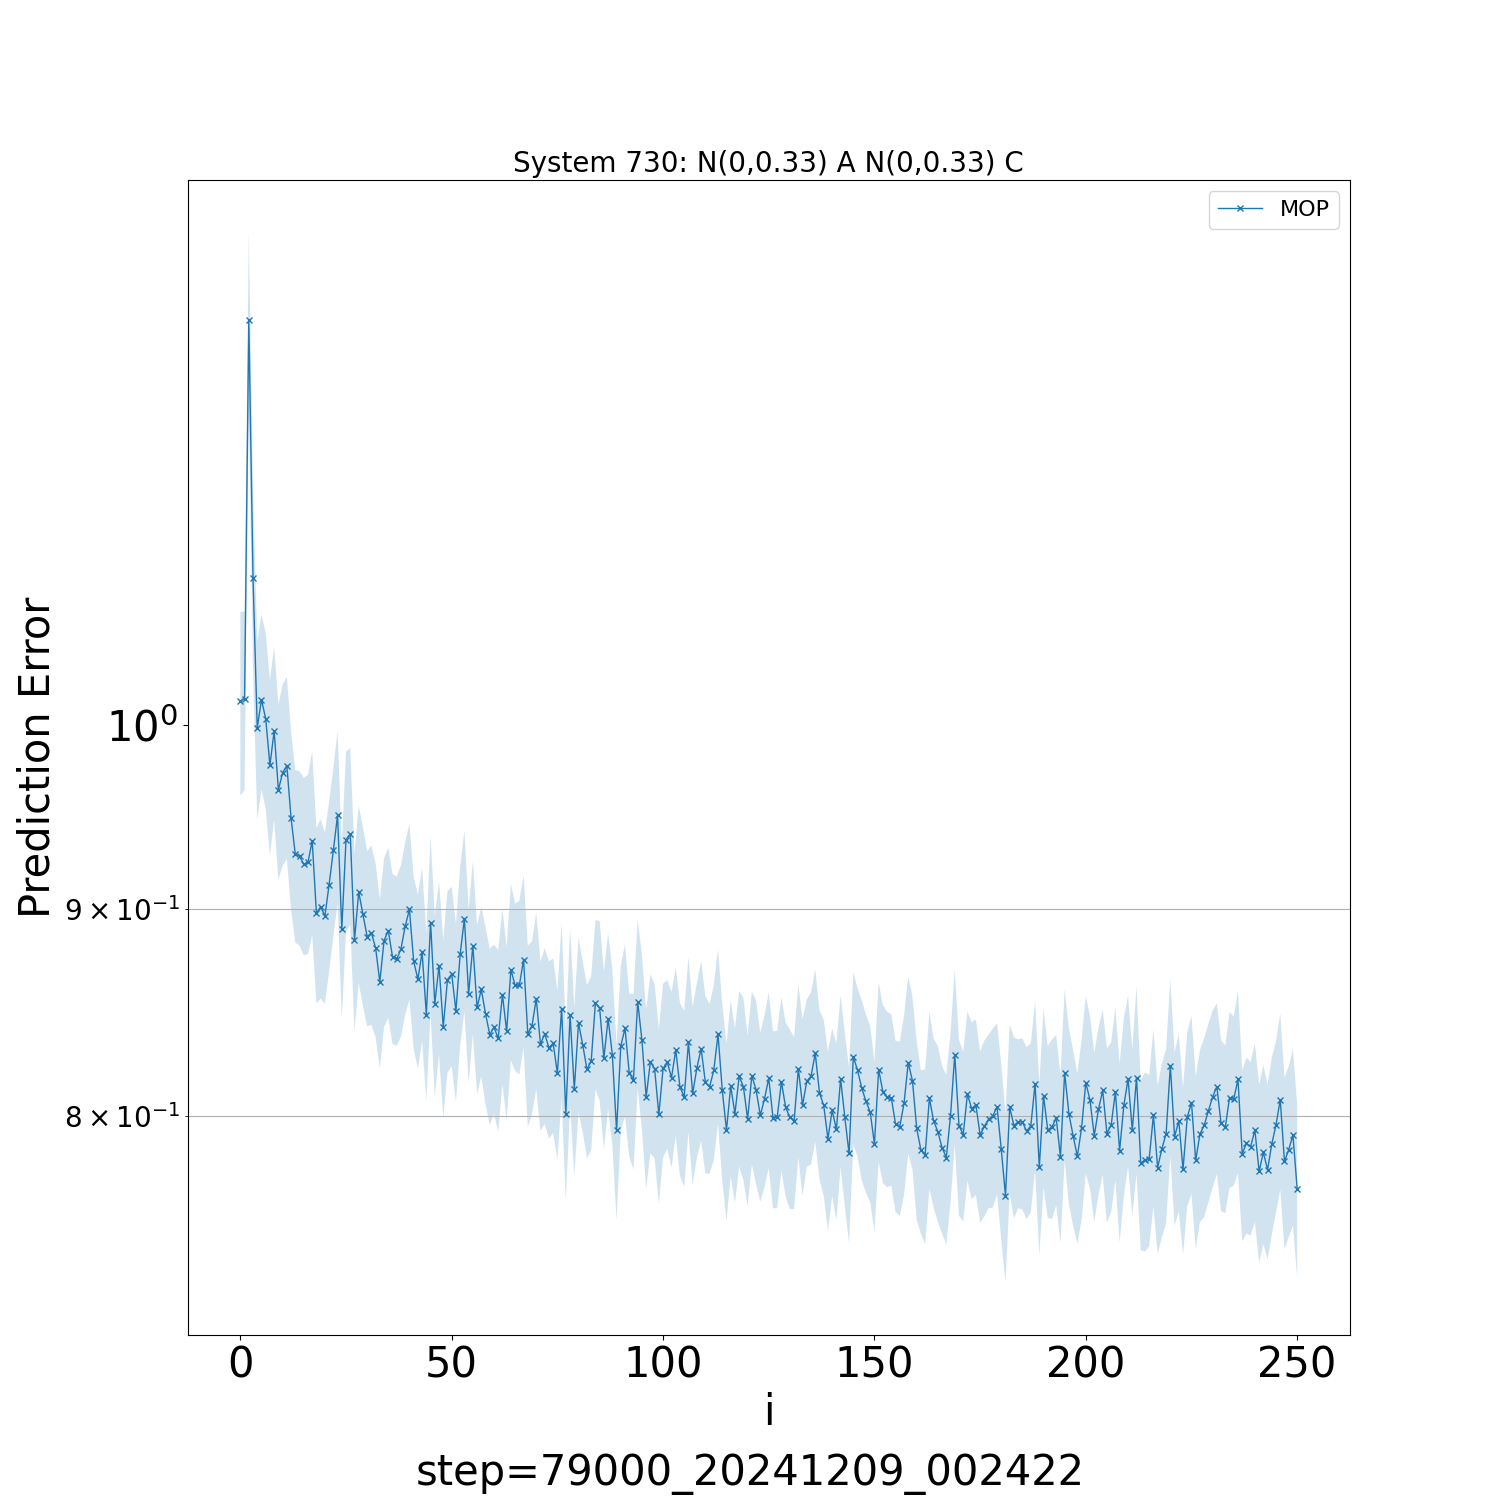 System 730: N(0,0.33) A N(0,0.33) C
MOP
Prediction Error
10⁰
9 × 10⁻¹
8 × 10⁻¹
0 50 100 150 200 250
i
step=79000_20241209_002422